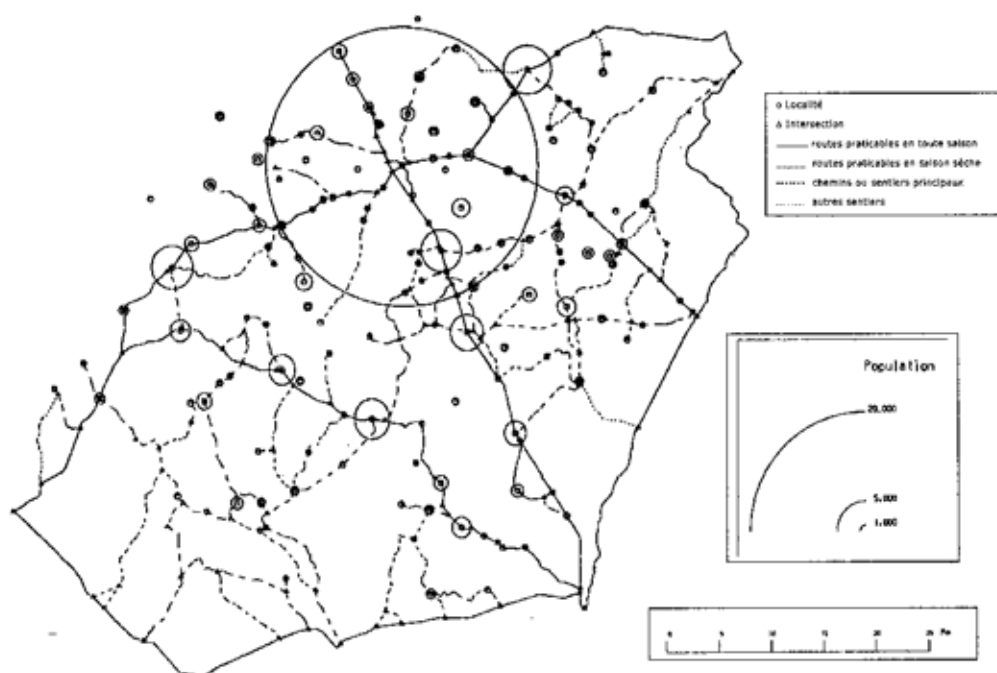 o Localité
∆ Intersection
routes praticables en toute saison
routes praticables en saison sèche
chemins ou sentiers principaux
autres sentiers
Population
20.000
5.000
1.000
0 5 10 15 20 25 Km